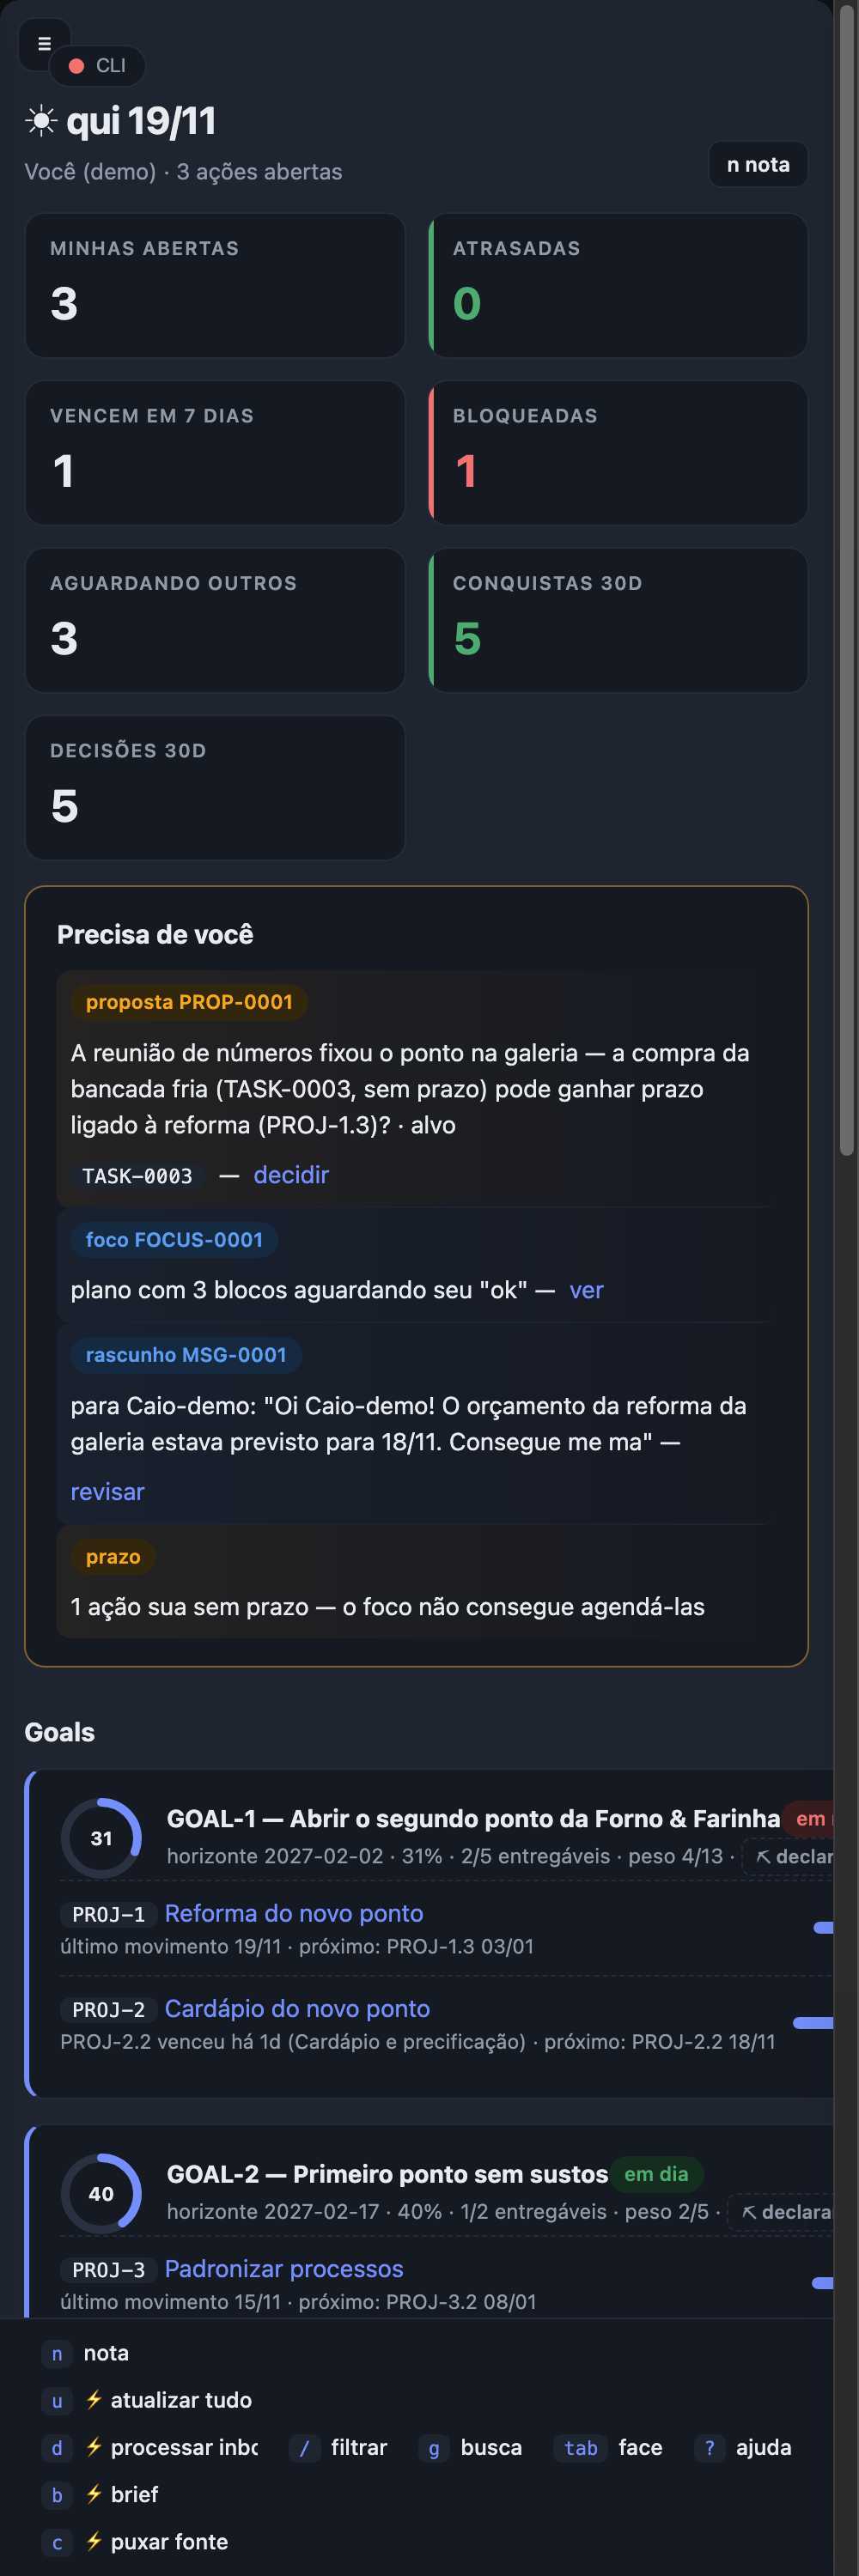 CLI
☀ qui 19/11
Você (demo) · 3 ações abertas
n nota
MINHAS ABERTAS
3
ATRASADAS
0
VENCEM EM 7 DIAS
1
BLOQUEADAS
1
AGUARDANDO OUTROS
3
CONQUISTAS 30D
5
DECISÕES 30D
5
Precisa de você
proposta PROP-0001
A reunião de números fixou o ponto na galeria — a compra da
bancada fria (TASK-0003, sem prazo) pode ganhar prazo
ligado à reforma (PROJ-1.3)? · alvo
TASK-0003 — decidir
foco FOCUS-0001
plano com 3 blocos aguardando seu "ok" — ver
rascunho MSG-0001
para Caio-demo: "Oi Caio-demo! O orçamento da reforma da
galeria estava previsto para 18/11. Consegue me ma" —
revisar
prazo
1 ação sua sem prazo — o foco não consegue agendá-las
Goals
31
GOAL-1 — Abrir o segundo ponto da Forno & Farinha em
horizonte 2027-02-02 · 31% · 2/5 entregáveis · peso 4/13 · ↸ declar
PROJ-1 Reforma do novo ponto
último movimento 19/11 · próximo: PROJ-1.3 03/01
PROJ-2 Cardápio do novo ponto
PROJ-2.2 venceu há 1d (Cardápio e precificação) · próximo: PROJ-2.2 18/11
40
GOAL-2 — Primeiro ponto sem sustos em dia
horizonte 2027-02-17 · 40% · 1/2 entregáveis · peso 2/5 · ↸ declara
PROJ-3 Padronizar processos
último movimento 15/11 · próximo: PROJ-3.2 08/01
n nota
u ⚡ atualizar tudo
d ⚡ processar inbo / filtrar g busca tab face ? ajuda
b ⚡ brief
c ⚡ puxar fonte